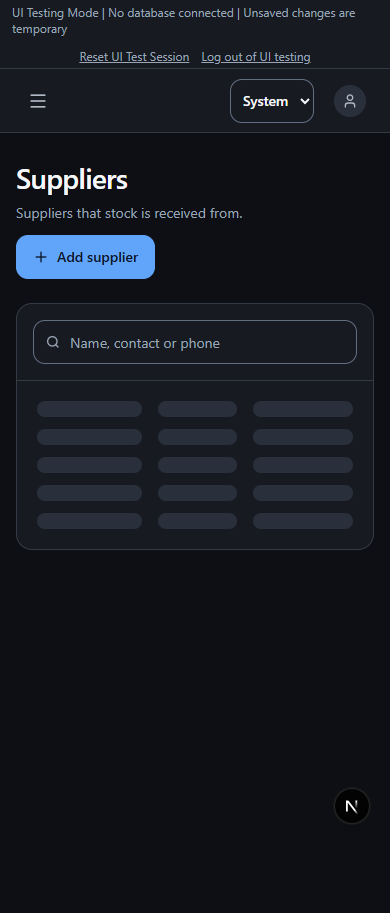 UI Testing Mode | No database connected | Unsaved changes are
temporary
Reset UI Test Session Log out of UI testing
System
Suppliers
Suppliers that stock is received from.
+ Add supplier
Name, contact or phone
N